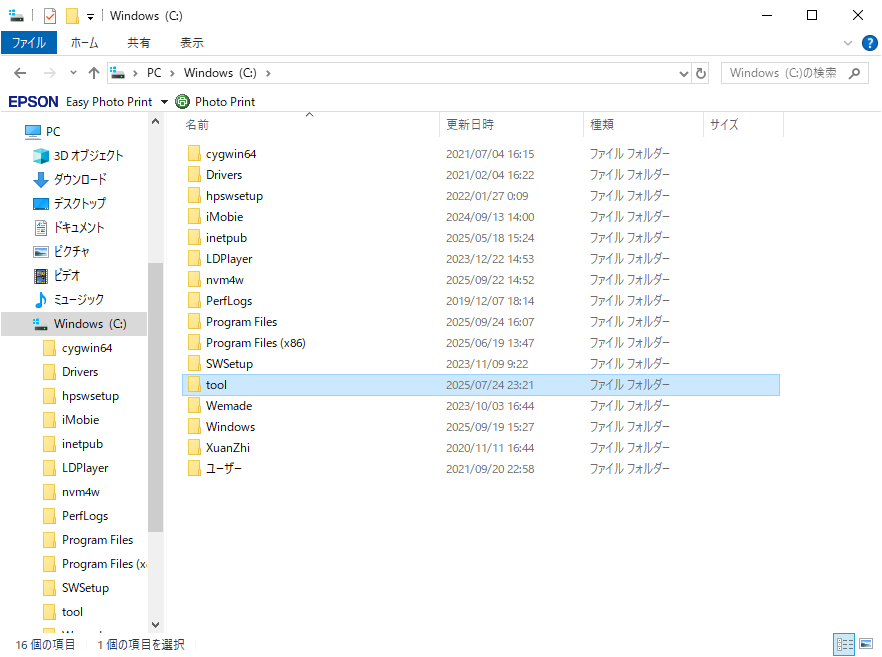 Windows (C:)
ファイル ホーム 共有 表示
PC Windows (C:) Windows (C:)の検索
EPSON Easy Photo Print Photo Print
PC
3D オブジェクト
ダウンロード
デスクトップ
ドキュメント
ピクチャ
ビデオ
ミュージック
Windows (C:)
cygwin64
Drivers
hpswsetup
iMobie
inetpub
LDPlayer
nvm4w
PerfLogs
Program Files
Program Files (x
SWSetup
tool
名前 更新日時 種類 サイズ
cygwin64 2021/07/04 16:15 ファイル フォルダー
Drivers 2021/02/04 16:22 ファイル フォルダー
hpswsetup 2022/01/27 0:09 ファイル フォルダー
iMobie 2024/09/13 14:00 ファイル フォルダー
inetpub 2025/05/18 15:24 ファイル フォルダー
LDPlayer 2023/12/22 14:53 ファイル フォルダー
nvm4w 2025/09/22 14:52 ファイル フォルダー
PerfLogs 2019/12/07 18:14 ファイル フォルダー
Program Files 2025/09/24 16:07 ファイル フォルダー
Program Files (x86) 2025/06/19 13:47 ファイル フォルダー
SWSetup 2023/11/09 9:22 ファイル フォルダー
tool 2025/07/24 23:21 ファイル フォルダー
Wemade 2023/10/03 16:44 ファイル フォルダー
Windows 2025/09/19 15:27 ファイル フォルダー
XuanZhi 2020/11/11 16:44 ファイル フォルダー
ユーザー 2021/09/20 22:58 ファイル フォルダー
16 個の項目 1 個の項目を選択